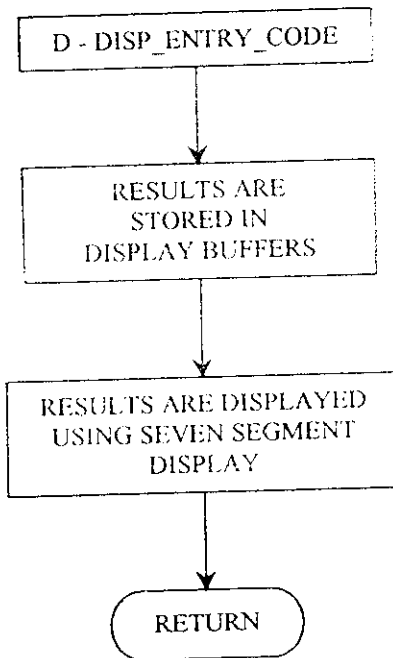 D - DISP_ENTRY_CODE
RESULTS ARE
STORED IN
DISPLAY BUFFERS
RESULTS ARE DISPLAYED
USING SEVEN SEGMENT
DISPLAY
RETURN